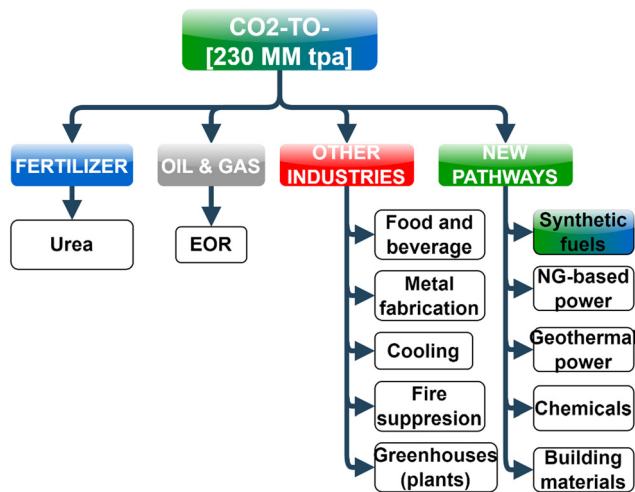 CO2-TO-
[230 MM tpa]
FERTILIZER
OIL & GAS
OTHER
INDUSTRIES
NEW
PATHWAYS
Urea
EOR
Food and
beverage
Metal
fabrication
Cooling
Fire
suppresion
Greenhouses
(plants)
Synthetic
fuels
NG-based
power
Geothermal
power
Chemicals
Building
materials